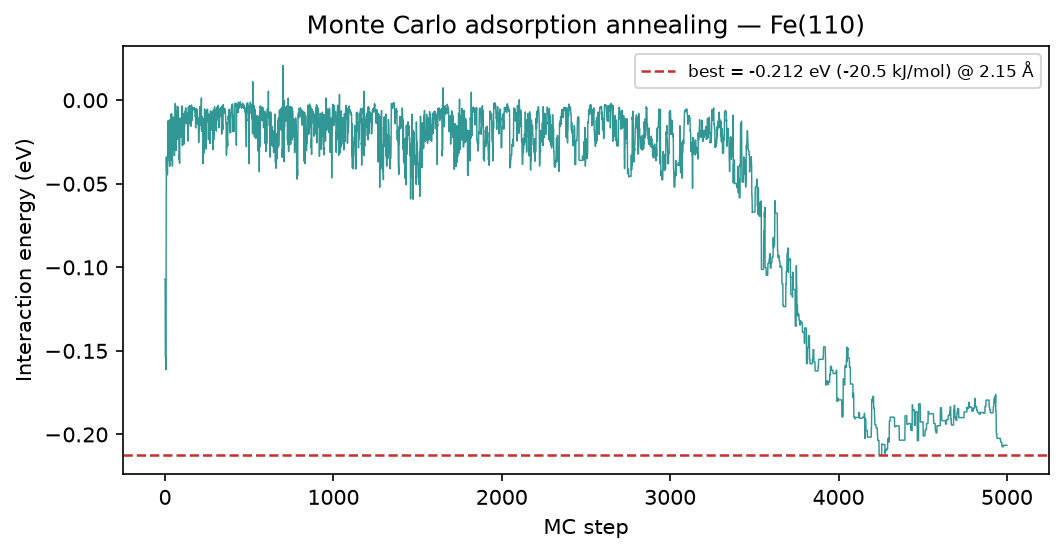 Monte Carlo adsorption annealing — Fe(110)
best = -0.212 eV (-20.5 kJ/mol) @ 2.15 Å
Interaction energy (eV)
0.00
−0.05
−0.10
−0.15
−0.20
0 1000 2000 3000 4000 5000
MC step